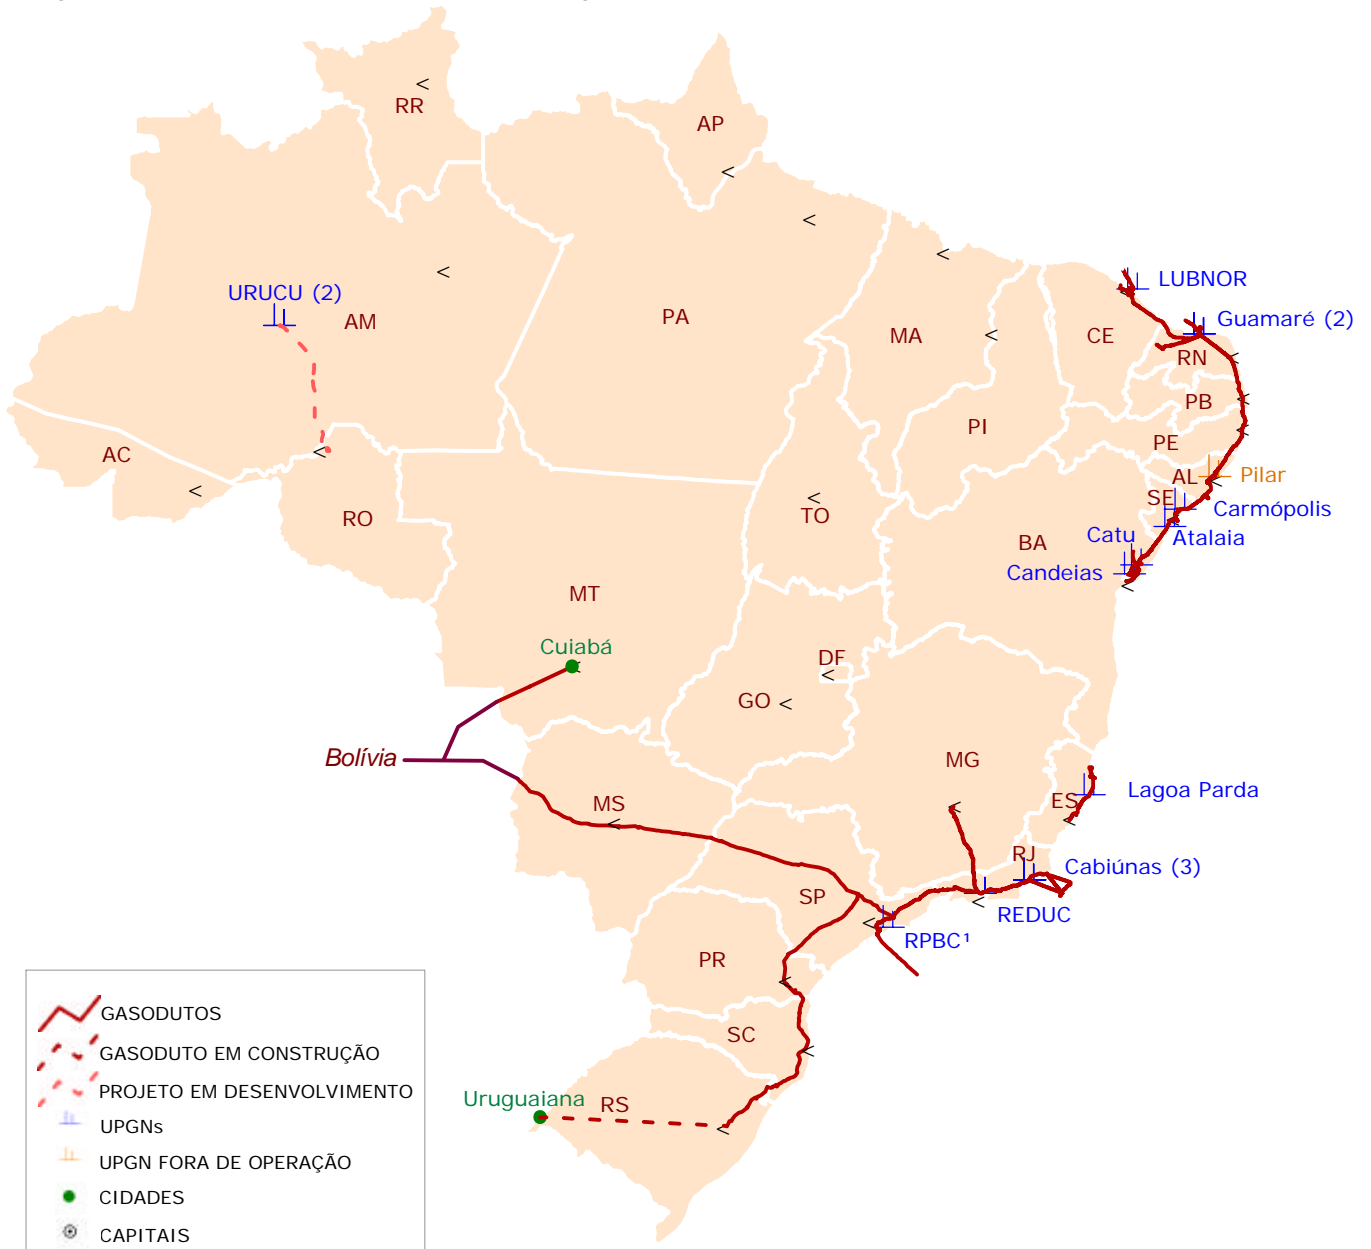 RR
AP
URUCU (2)
AM
PA
MA
CE
LUBNOR
Guamaré (2)
RN
PB
PI
PE
AC
AL
Pilar
SE
Carmópolis
RO
TO
BA
Catu
Atalaia
Candeias
MT
Cuiabá
DF
GO
Bolívia
MG
MS
ES
Lagoa Parda
RJ
Cabiúnas (3)
SP
REDUC
RPBC¹
PR
SC
Uruguaiana
RS
GASODUTOS
GASODUTO EM CONSTRUÇÃO
PROJETO EM DESENVOLVIMENTO
UPGNs
UPGN FORA DE OPERAÇÃO
CIDADES
CAPITAIS